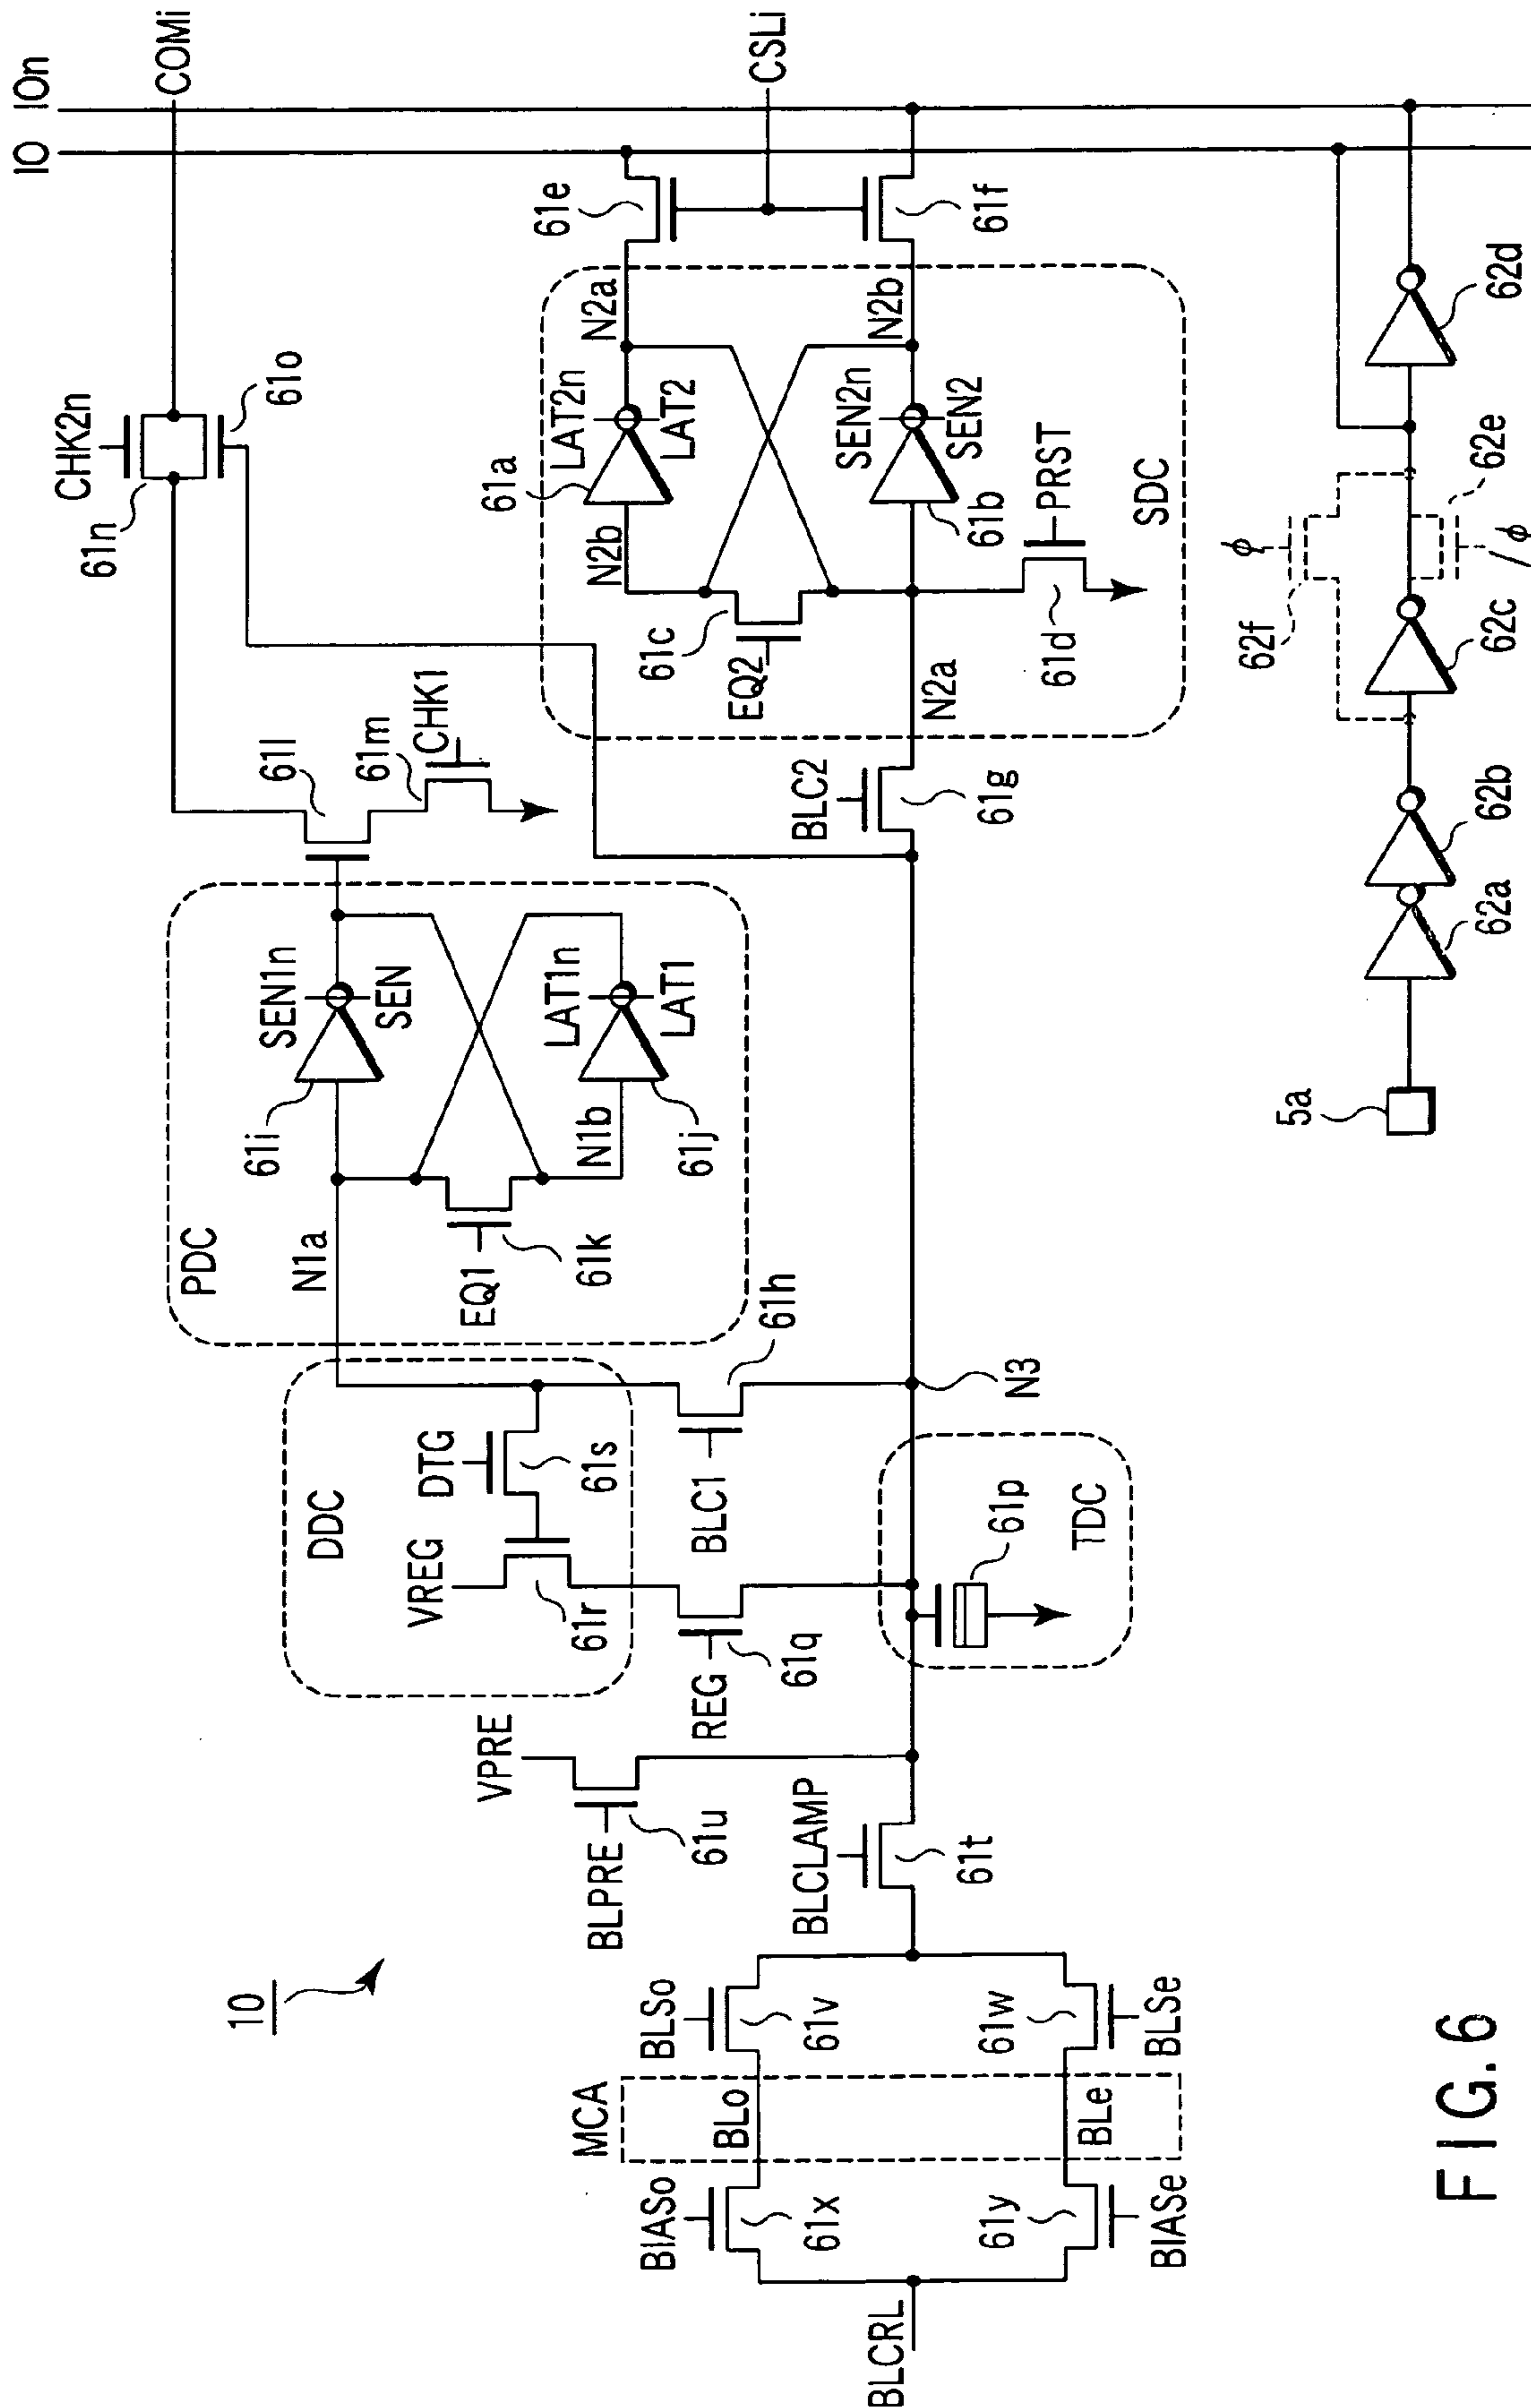 IO
IOn
COMi
CHK2n
61n
61o
61e
CSLi
61f
61l
61m
CHK1
61a
LAT2n
LAT2
N2a
N2b
61c
EQ2
SEN2n
SEN2
N2b
61b
N2a
PRST
61d
SDC
BLC2
61g
PDC
SEN1n
SEN
61i
N1a
LAT1n
LAT1
N1b
61j
EQ1
61k
DDC
DTG
61s
VREG
61r
BLC1
61h
N3
REG
61q
61p
TDC
VPRE
BLPRE
61u
BLCLAMP
61t
10
BLSo
61v
61w
BLSe
MCA
BLo
BLe
BIASo
61x
61y
BIASe
BLCRL
5a
62a
62b
62c
62f
φ
62e
/φ
62d
FIG. 6